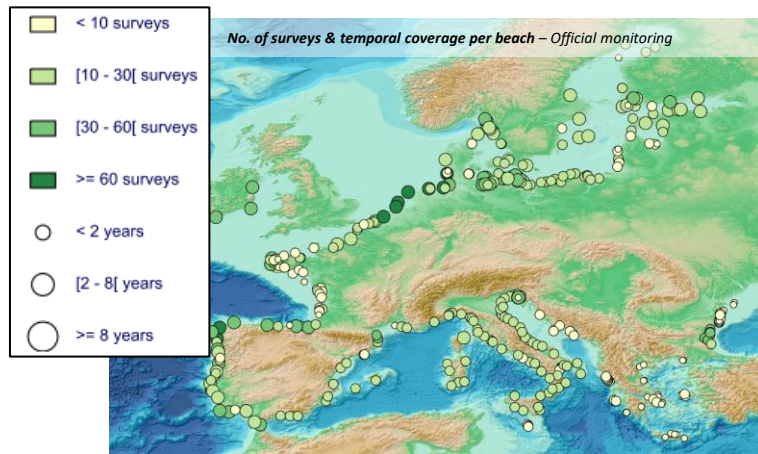 No. of surveys & temporal coverage per beach – Official monitoring
< 10 surveys
[10 - 30[ surveys
[30 - 60[ surveys
>= 60 surveys
< 2 years
[2 - 8[ years
>= 8 years